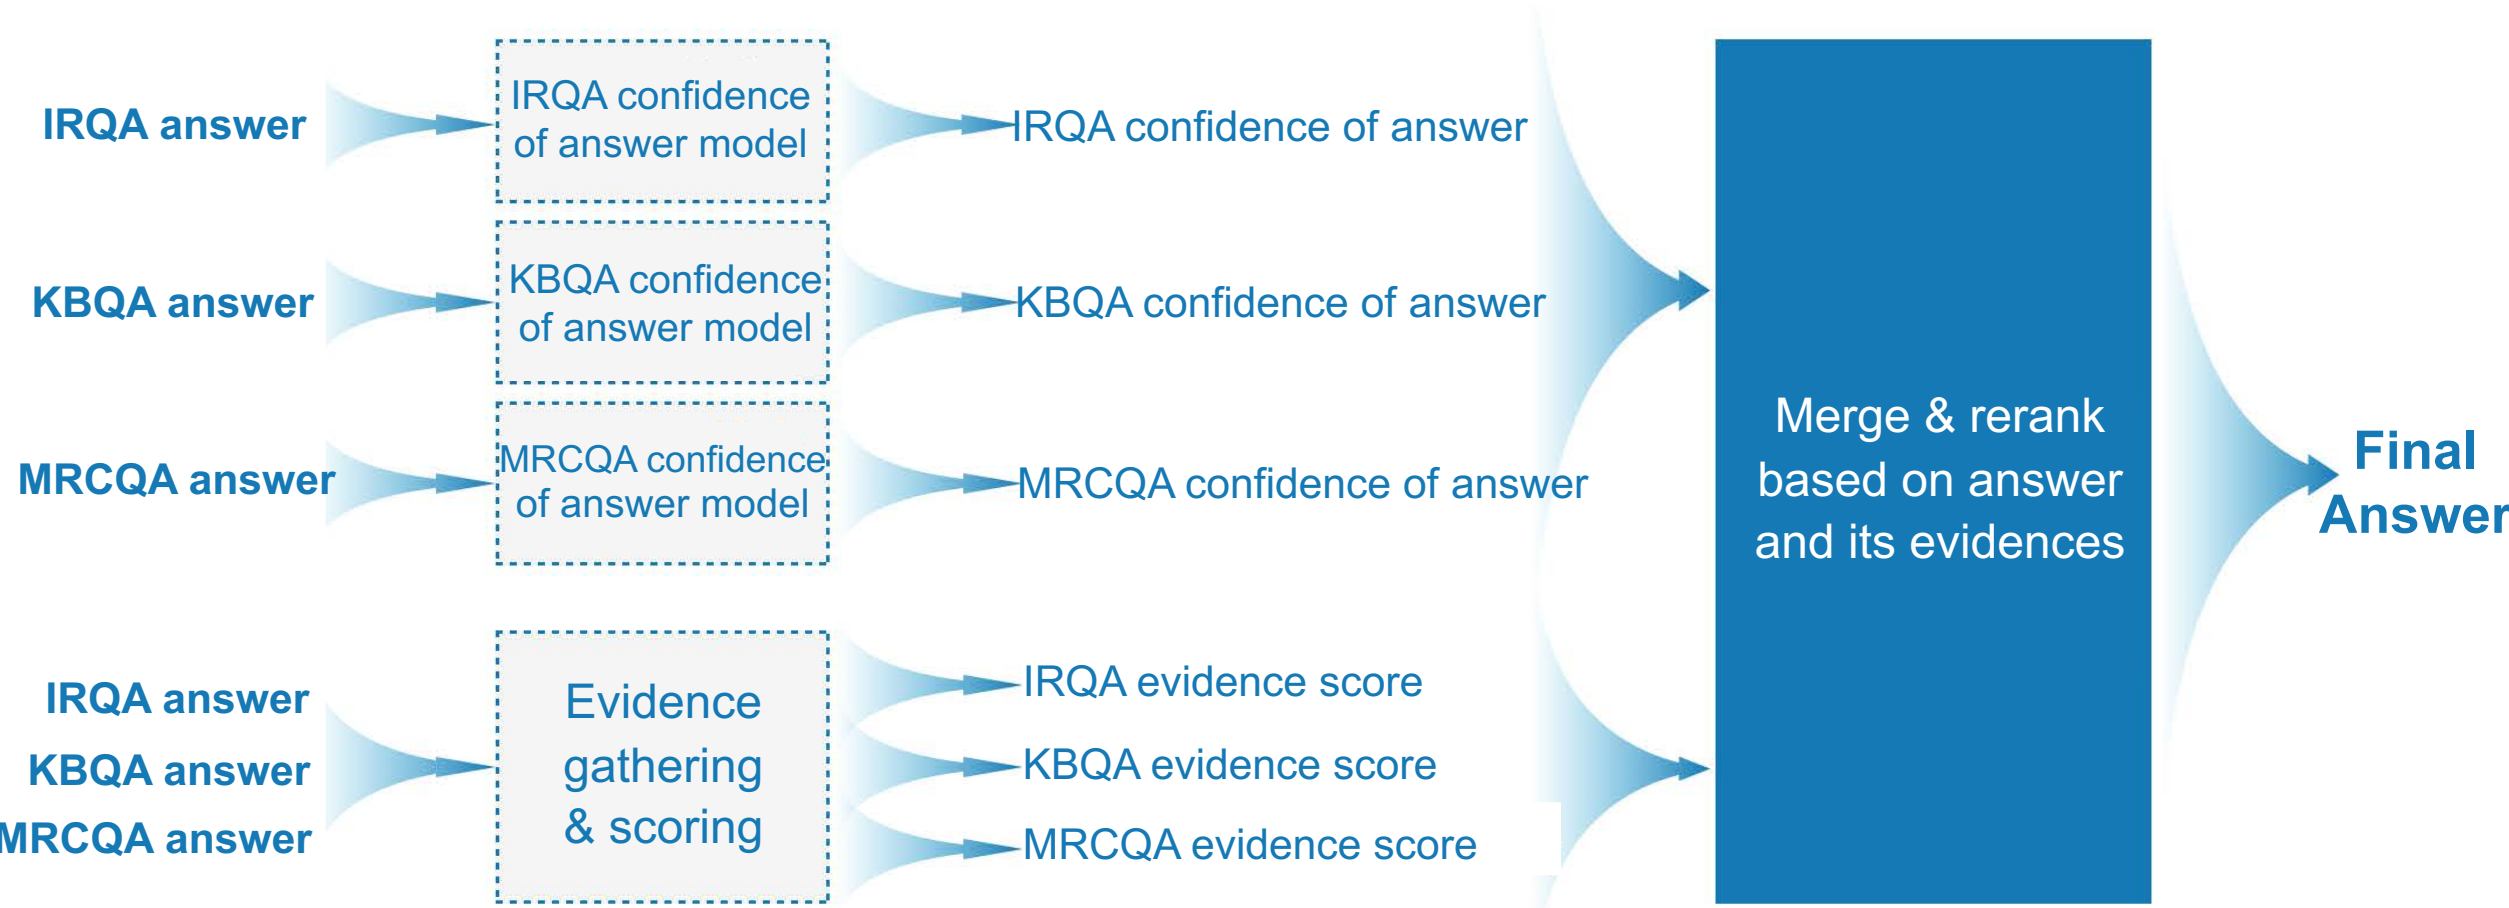 IRQA answer
IRQA confidence
of answer model
IRQA confidence of answer
KBQA answer
KBQA confidence
of answer model
KBQA confidence of answer
MRCQA answer
MRCQA confidence
of answer model
MRCQA confidence of answer
IRQA answer
KBQA answer
MRCQA answer
Evidence
gathering
& scoring
IRQA evidence score
KBQA evidence score
MRCQA evidence score
Merge & rerank
based on answer
and its evidences
Final
Answer